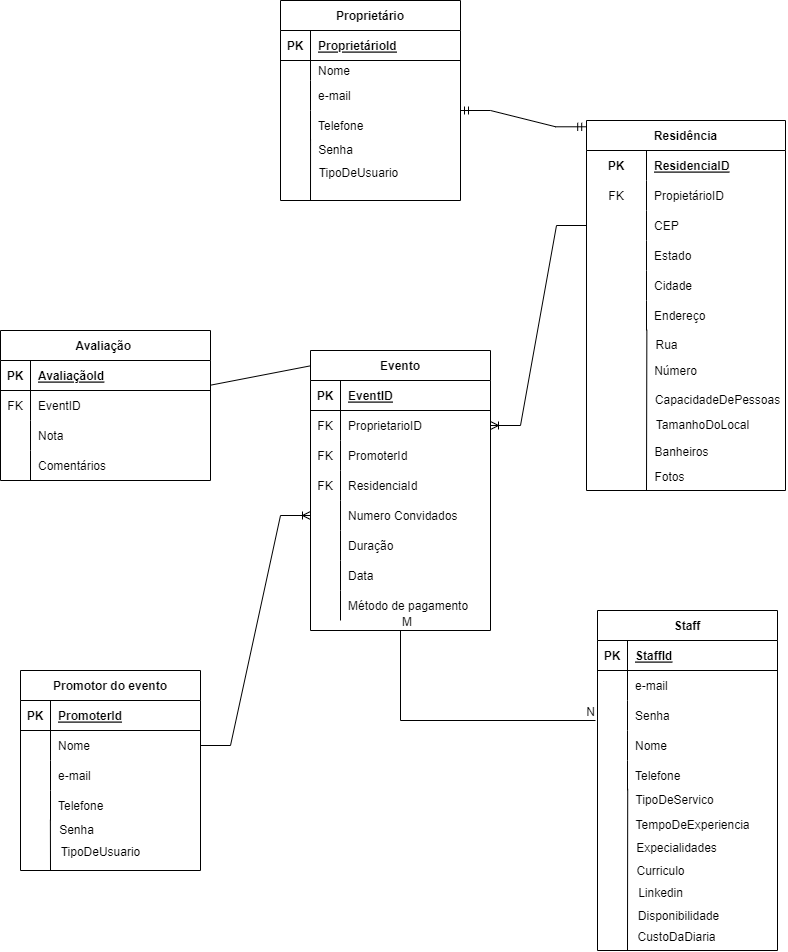 Proprietário
PK ProprietárioId
Nome
e-mail
Telefone
Senha
TipoDeUsuario
Residência
PK ResidenciaID
FK PropietárioID
CEP
Estado
Cidade
Endereço
Rua
Número
CapacidadeDePessoas
TamanhoDoLocal
Banheiros
Fotos
Avaliação
PK AvaliaçãoId
FK EventID
Nota
Comentários
Evento
PK EventID
FK ProprietarioID
FK PromoterId
FK ResidenciaId
Numero Convidados
Duração
Data
Método de pagamento
M
N
Promotor do evento
PK PromoterId
Nome
e-mail
Telefone
Senha
TipoDeUsuario
Staff
PK StaffId
e-mail
Senha
Nome
Telefone
TipoDeServico
TempoDeExperiencia
Expecialidades
Curriculo
Linkedin
Disponibilidade
CustoDaDiaria